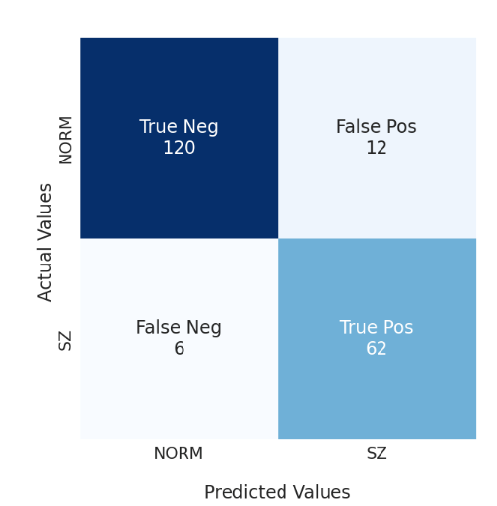 True Neg
120
False Pos
12
False Neg
6
True Pos
62
NORM
SZ
Actual Values
NORM
SZ
Predicted Values